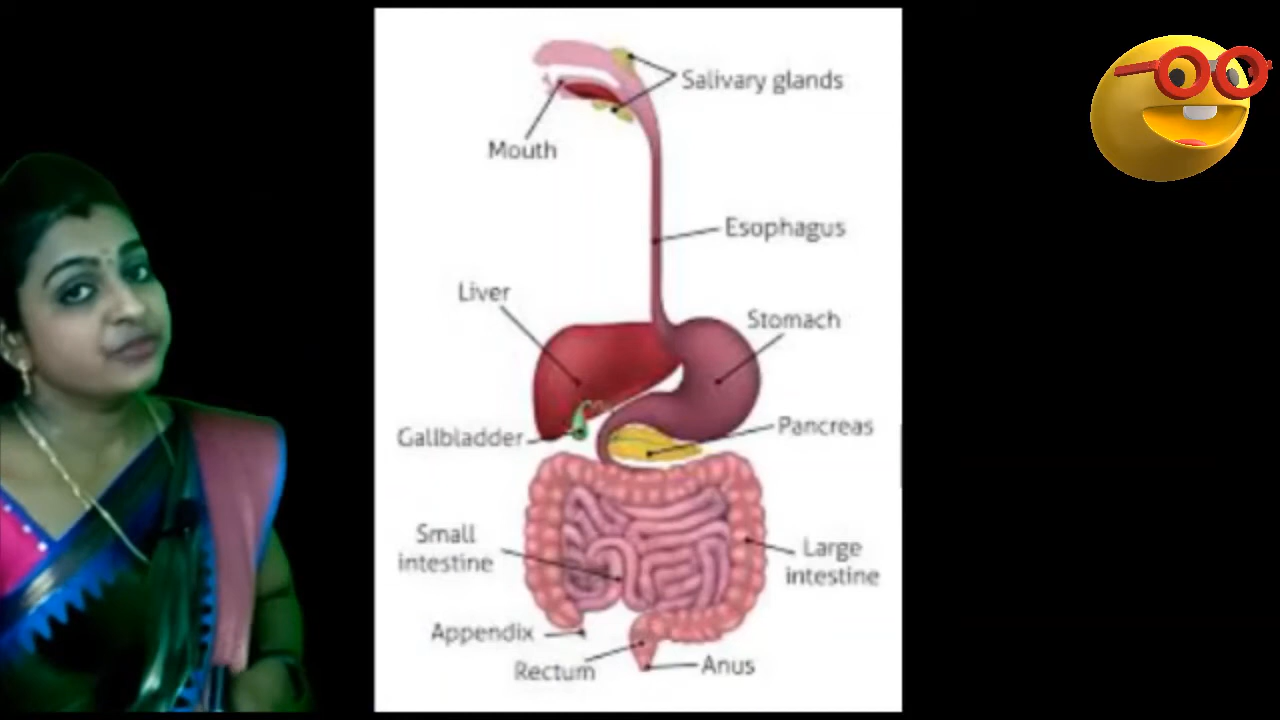 Salivary glands
Mouth
Esophagus
Liver
Stomach
Pancreas
Gallbladder
Small
intestine
Large
intestine
Appendix
Rectum
Anus